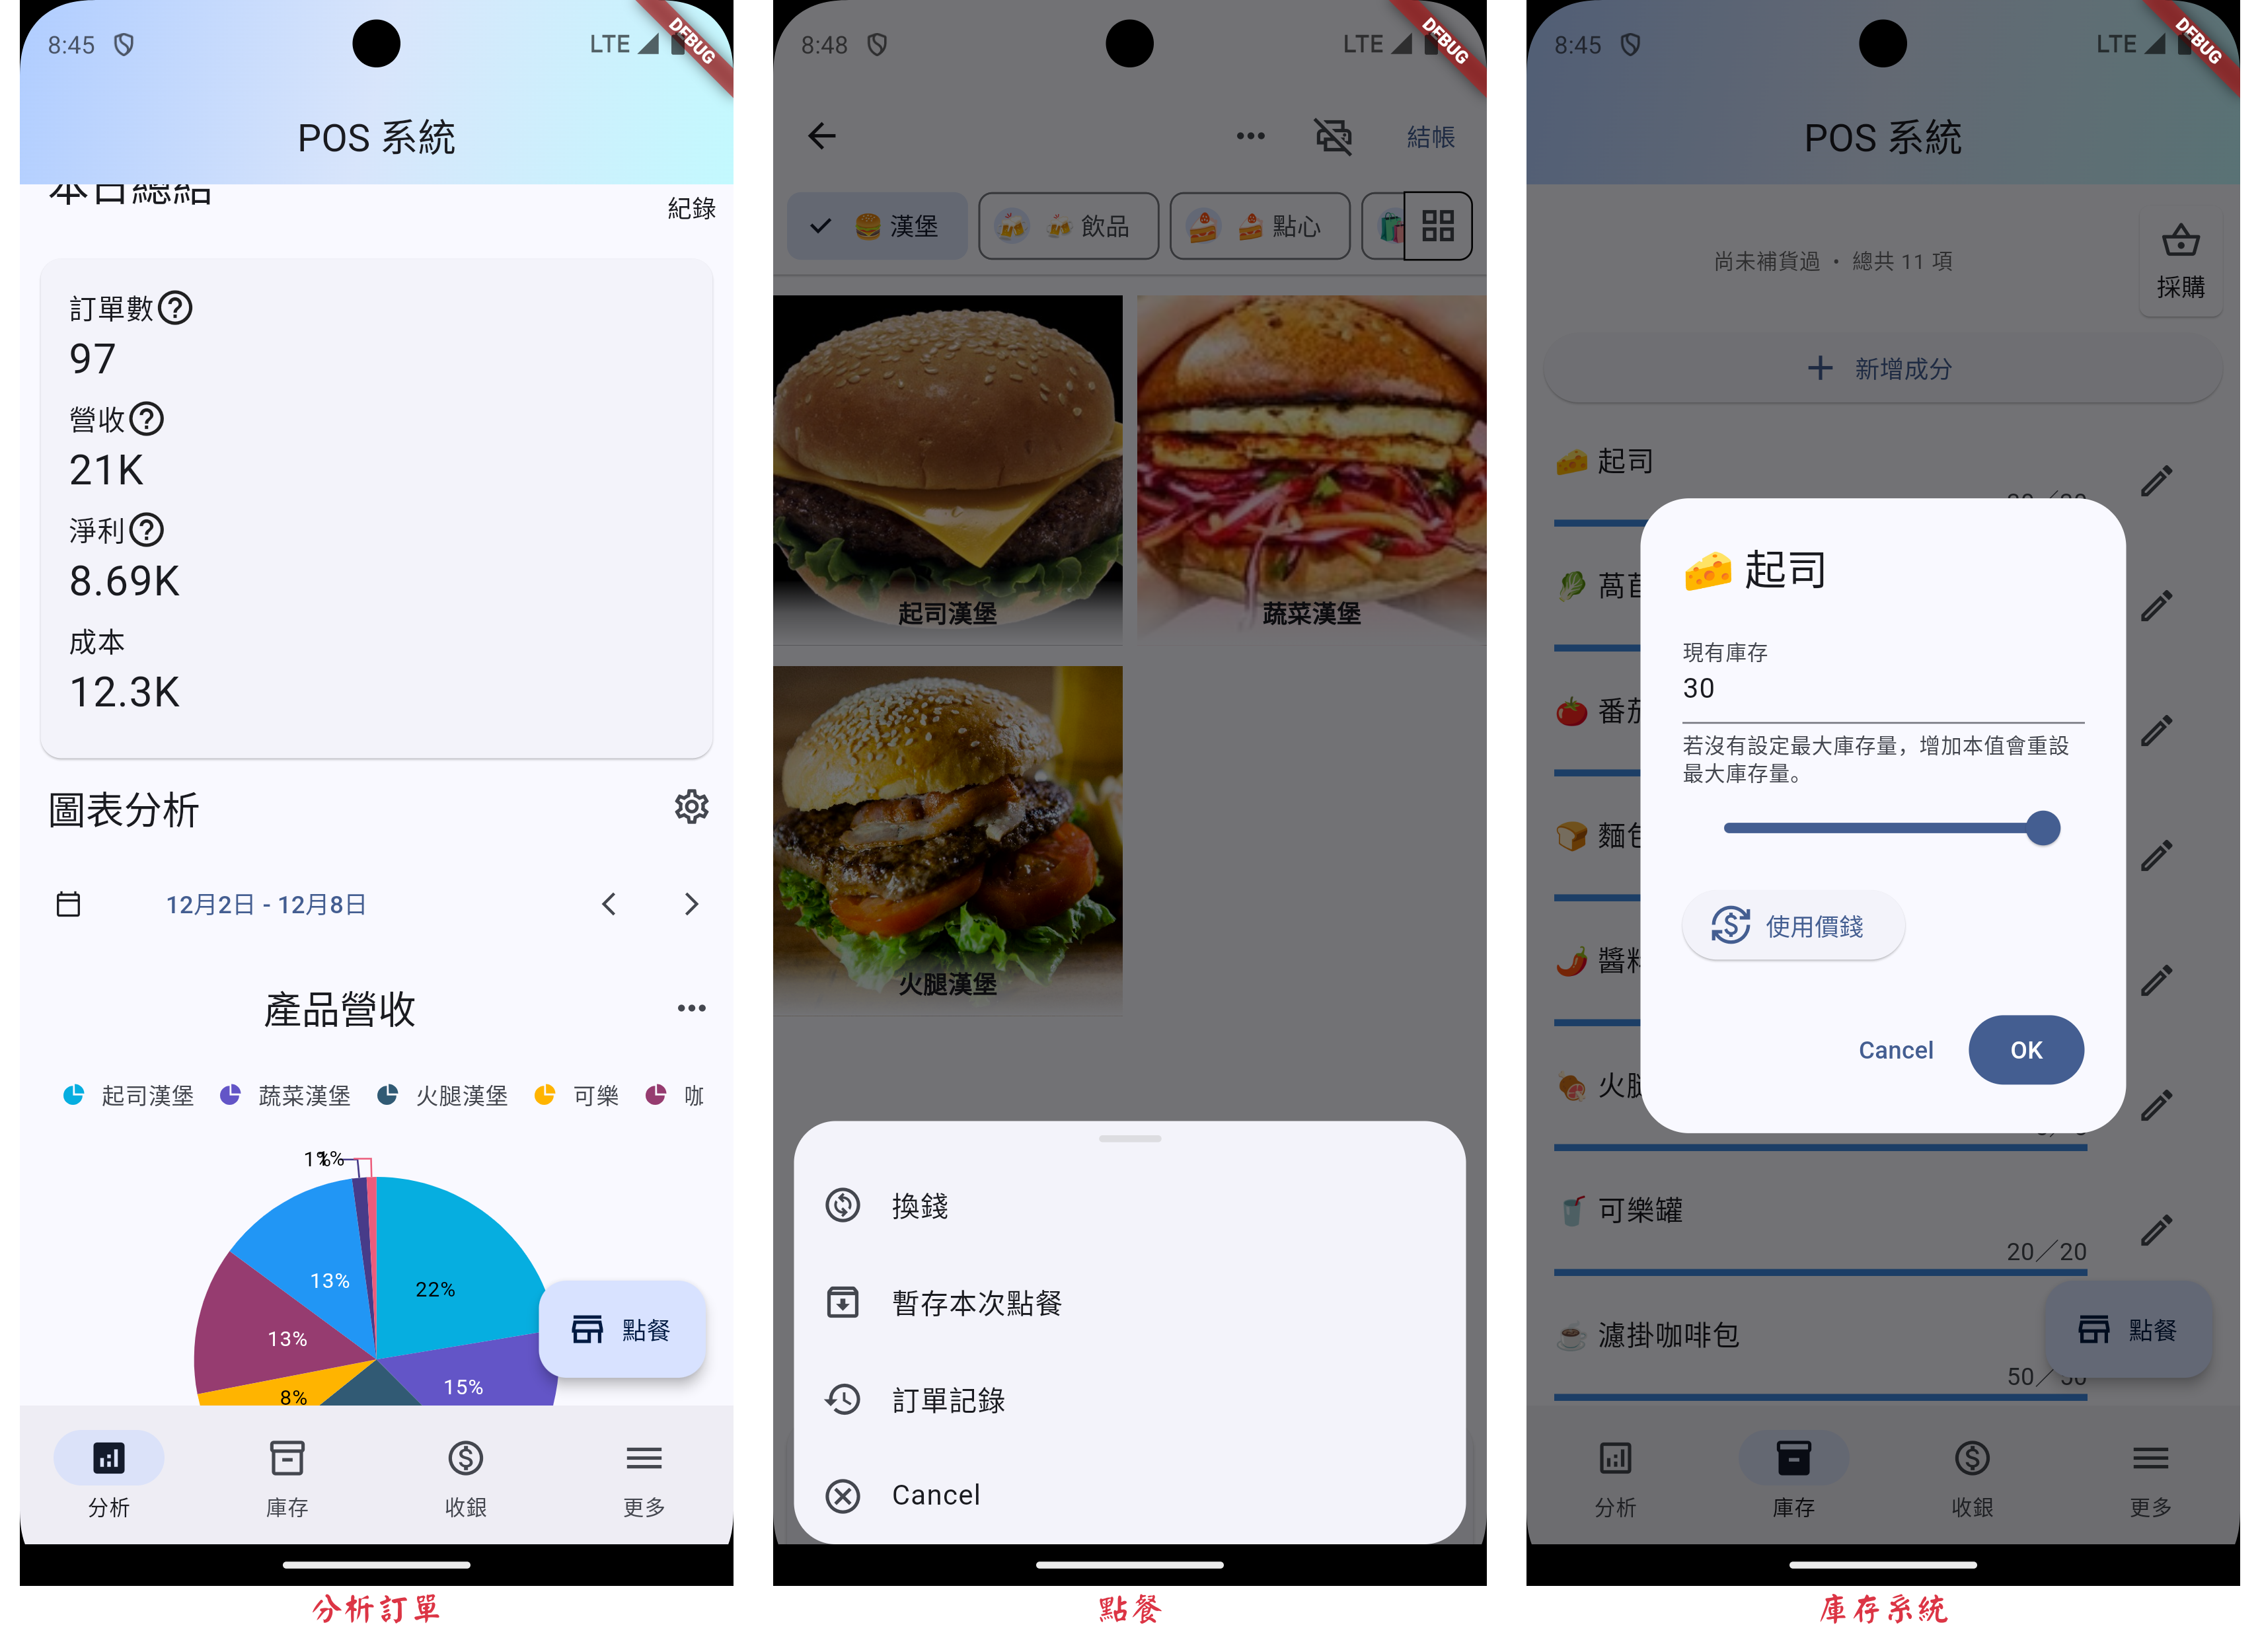 8:45
LTE
DEBUG
POS 系統
本日總結
紀錄
訂單數
97
營收
21K
淨利
8.69K
成本
12.3K
圖表分析
12月2日 - 12月8日
產品營收
起司漢堡 蔬菜漢堡 火腿漢堡 可樂 咖
1%
1%
13%
22%
13%
15%
8%
點餐
分析 庫存 收銀 更多
分析訂單
8:48
LTE
DEBUG
結帳
漢堡 飲品 點心
起司漢堡
蔬菜漢堡
火腿漢堡
換錢
暫存本次點餐
訂單記錄
Cancel
點餐
8:45
LTE
DEBUG
POS 系統
尚未補貨過 · 總共 11 項
採購
新增成分
起司
萵
番茄
麵包
醬料
火腿
可樂罐
20／20
濾掛咖啡包
50／50
起司
現有庫存
30
若沒有設定最大庫存量，增加本值會重設
最大庫存量。
使用價錢
Cancel
OK
點餐
分析 庫存 收銀 更多
庫存系統